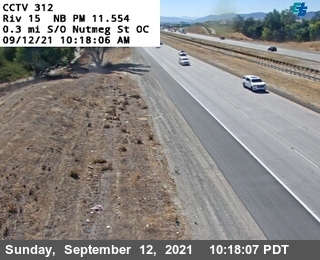 CCTV 312
Riv 15 NB PM 11.554
0.3 mi S/O Nutmeg St OC
09/12/21 10:18:06 AM
Sunday, September 12, 2021 10:18:07 PDT